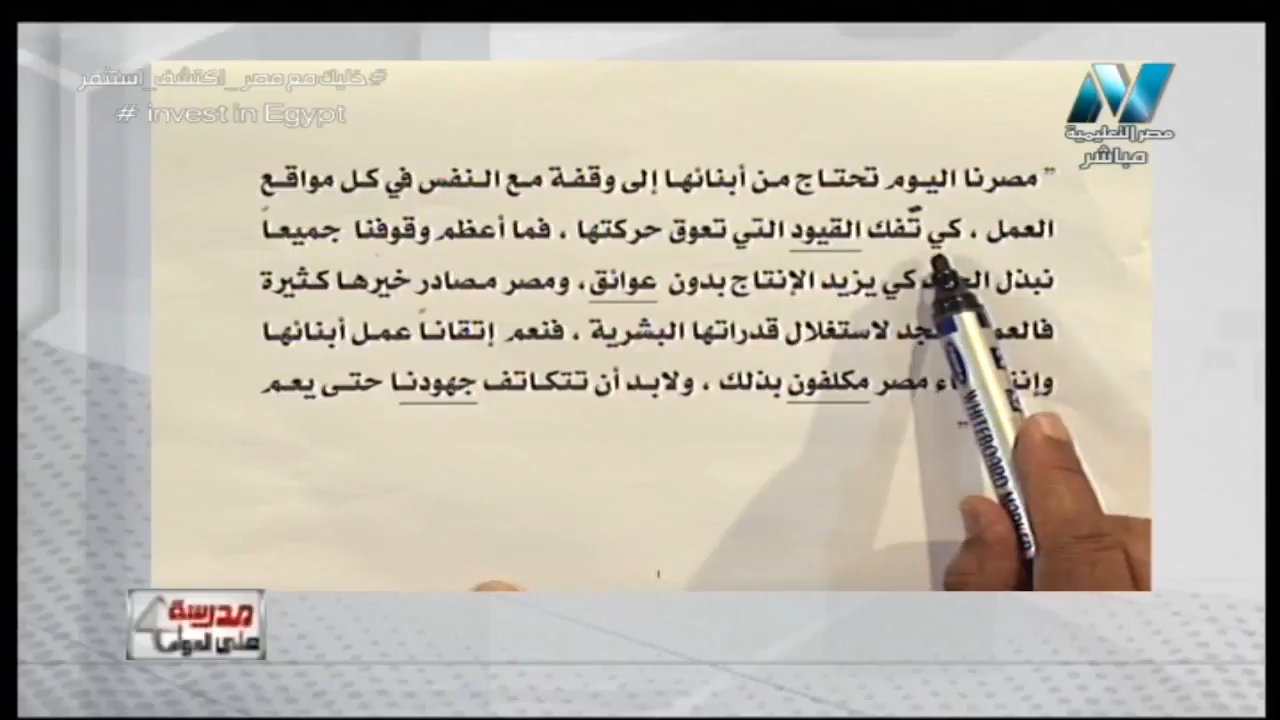 #خليك_مع_مصر_اكتشف_استثمر
# invest in Egypt
مصر التعليمية
مباشر
" مصرنا اليوم تحتاج من أبنائها إلى وقفة مع النفس في كل مواقع
العمل ، كي تُفك القيود التي تعوق حركتها ، فما أعظم وقوفنا جميعاً
نبذل كي يزيد الإنتاج بدون عوائق، ومصر مصادر خيرها كثيرة
لاستغلال قدراتها البشرية ، فنعم إتقاناً عمل أبنائها
مصر مكلفون بذلك ، ولابد أن تتكاتف جهودنا حتى يعم
"
WHITEBOARD MARKER
1
مدرسة
على الهواء
4